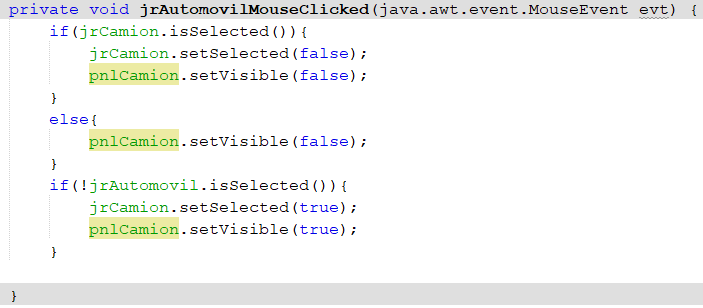 private void jrAutomovilMouseClicked(java.awt.event.MouseEvent evt) {
    if(jrCamion.isSelected()){
        jrCamion.setSelected(false);
        pnlCamion.setVisible(false);
    }
    else{
        pnlCamion.setVisible(false);
    }
    if(!jrAutomovil.isSelected()){
        jrCamion.setSelected(true);
        pnlCamion.setVisible(true);
    }
}